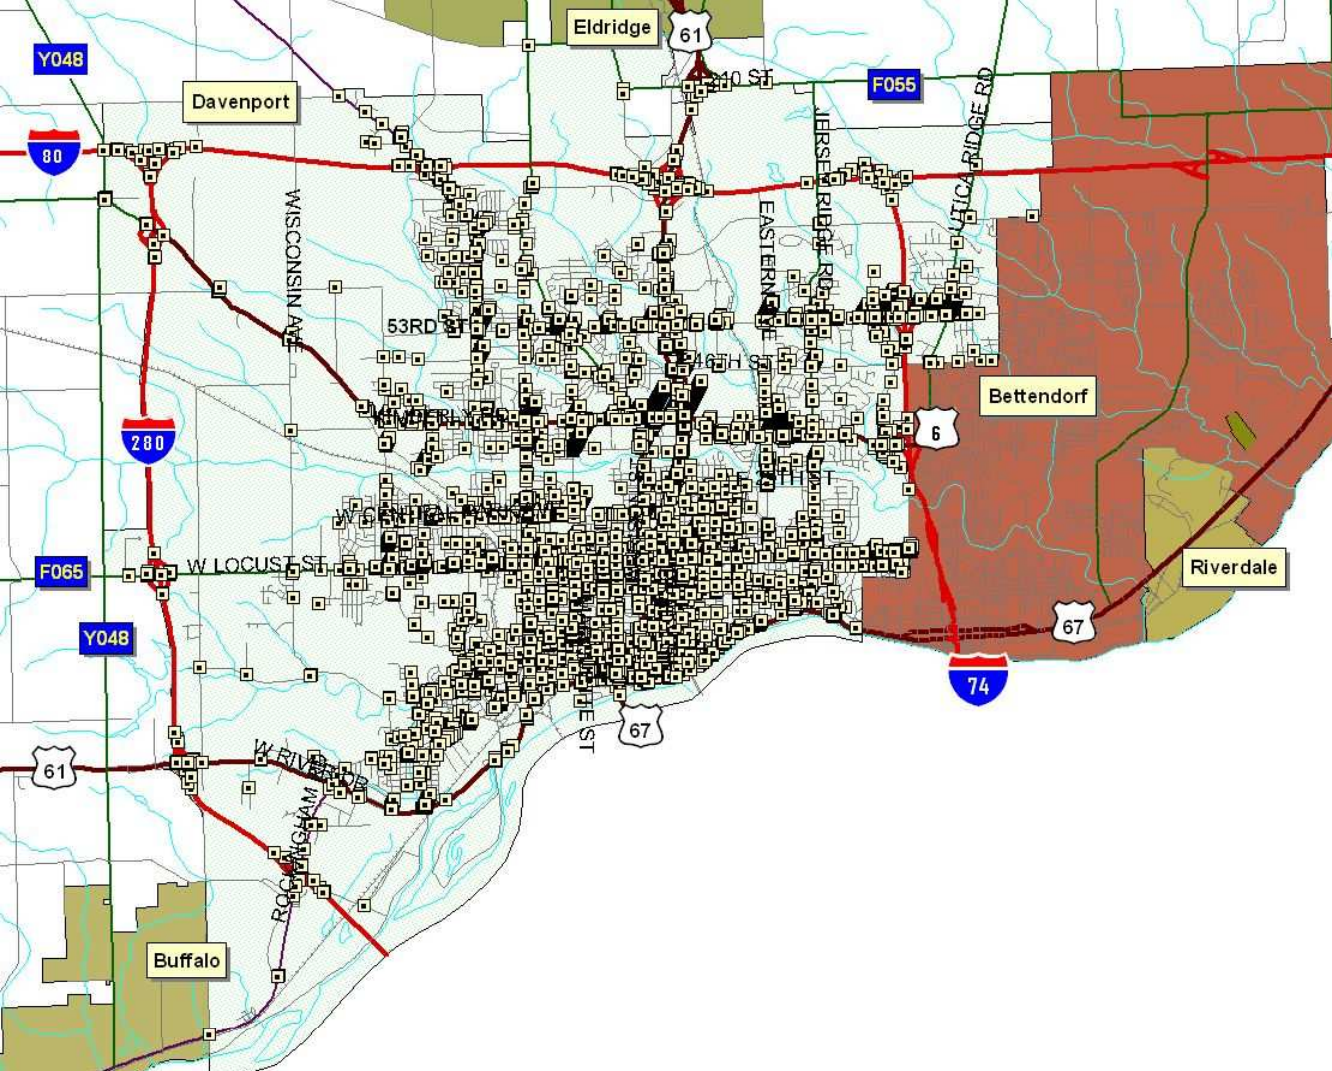 Eldridge
61
Y048
210 ST
F055
Davenport
UTICA RIDGE RD
JERSEY RIDGE RD
80
WISCONSIN AVE
EASTERN AVE
53RD ST
46TH ST
Bettendorf
KIMBERLY RD
6
280
W CENTRAL PARK AV
W LOCUST ST
F065
Riverdale
67
Y048
74
67
W RIVER DR
61
ROCKINGHAM
Buffalo